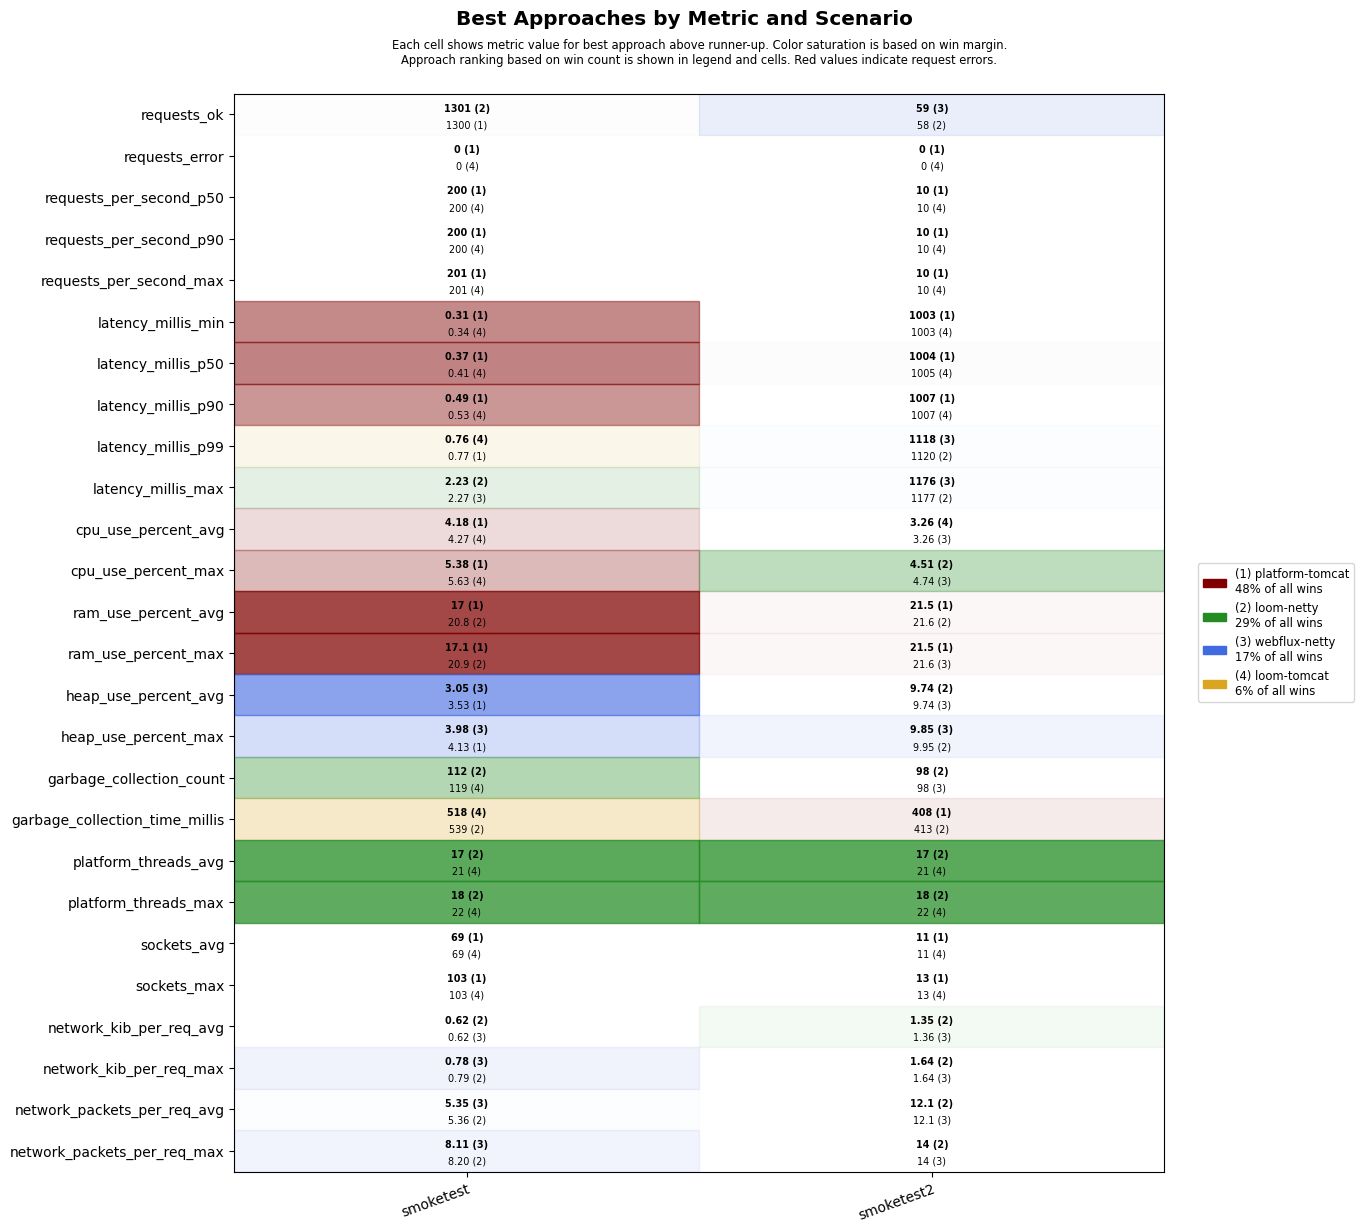 Best Approaches by Metric and Scenario
Each cell shows metric value for best approach above runner-up. Color saturation is based on win margin.
Approach ranking based on win count is shown in legend and cells. Red values indicate request errors.
requests_ok
1301 (2)
1300 (1)
59 (3)
58 (2)
requests_error
0 (1)
0 (4)
0 (1)
0 (4)
requests_per_second_p50
200 (1)
200 (4)
10 (1)
10 (4)
requests_per_second_p90
200 (1)
200 (4)
10 (1)
10 (4)
requests_per_second_max
201 (1)
201 (4)
10 (1)
10 (4)
latency_millis_min
0.31 (1)
0.34 (4)
1003 (1)
1003 (4)
latency_millis_p50
0.37 (1)
0.41 (4)
1004 (1)
1005 (4)
latency_millis_p90
0.49 (1)
0.53 (4)
1007 (1)
1007 (4)
latency_millis_p99
0.76 (4)
0.77 (1)
1118 (3)
1120 (2)
latency_millis_max
2.23 (2)
2.27 (3)
1176 (3)
1177 (2)
cpu_use_percent_avg
4.18 (1)
4.27 (4)
3.26 (4)
3.26 (3)
cpu_use_percent_max
5.38 (1)
5.63 (4)
4.51 (2)
4.74 (3)
ram_use_percent_avg
17 (1)
20.8 (2)
21.5 (1)
21.6 (2)
ram_use_percent_max
17.1 (1)
20.9 (2)
21.5 (1)
21.6 (3)
heap_use_percent_avg
3.05 (3)
3.53 (1)
9.74 (2)
9.74 (3)
heap_use_percent_max
3.98 (3)
4.13 (1)
9.85 (3)
9.95 (2)
garbage_collection_count
112 (2)
119 (4)
98 (2)
98 (3)
garbage_collection_time_millis
518 (4)
539 (2)
408 (1)
413 (2)
platform_threads_avg
17 (2)
21 (4)
17 (2)
21 (4)
platform_threads_max
18 (2)
22 (4)
18 (2)
22 (4)
sockets_avg
69 (1)
69 (4)
11 (1)
11 (4)
sockets_max
103 (1)
103 (4)
13 (1)
13 (4)
network_kib_per_req_avg
0.62 (2)
0.62 (3)
1.35 (2)
1.36 (3)
network_kib_per_req_max
0.78 (3)
0.79 (2)
1.64 (2)
1.64 (3)
network_packets_per_req_avg
5.35 (3)
5.36 (2)
12.1 (2)
12.1 (3)
network_packets_per_req_max
8.11 (3)
8.20 (2)
14 (2)
14 (3)
smoketest
smoketest2
(1) platform-tomcat
48% of all wins
(2) loom-netty
29% of all wins
(3) webflux-netty
17% of all wins
(4) loom-tomcat
6% of all wins